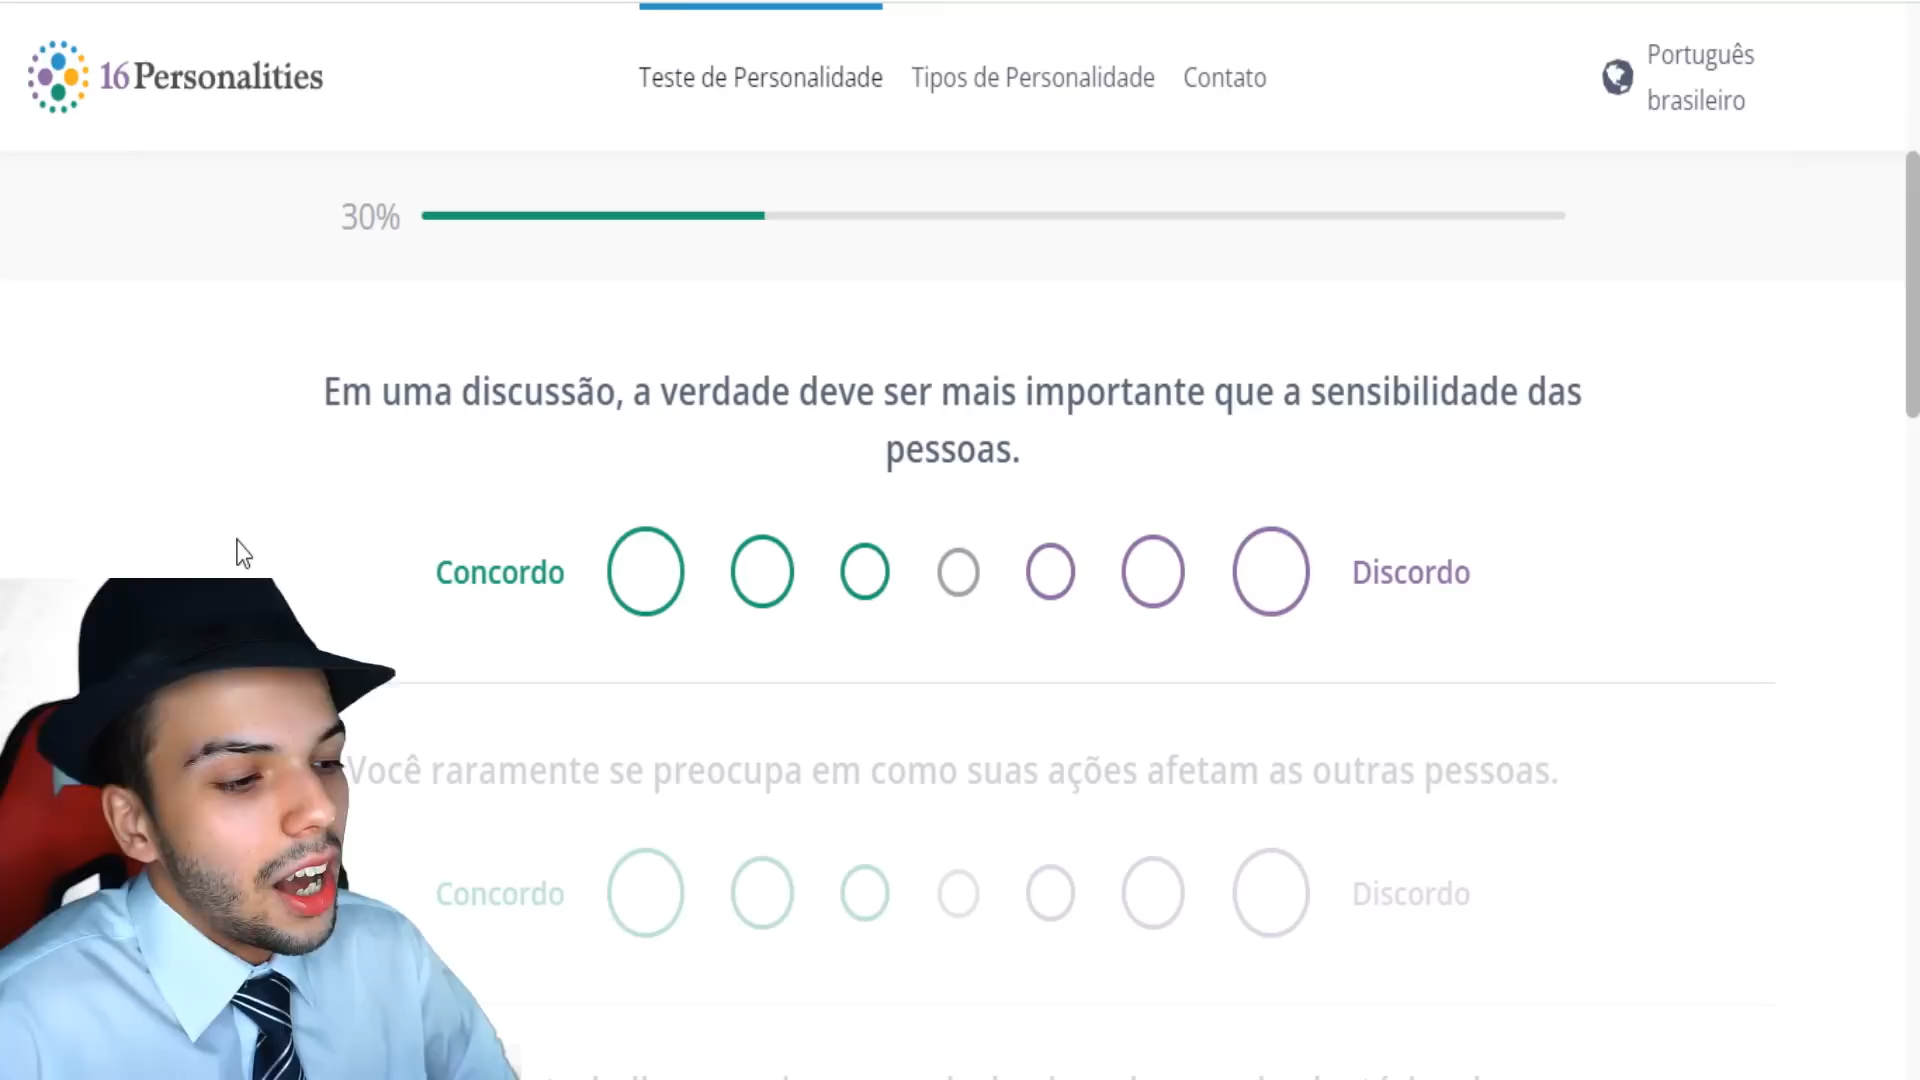 16Personalities
Teste de Personalidade
Tipos de Personalidade
Contato
Português
brasileiro
30%
Em uma discussão, a verdade deve ser mais importante que a sensibilidade das
pessoas.
Concordo
Discordo
Você raramente se preocupa em como suas ações afetam as outras pessoas.
Concordo
Discordo